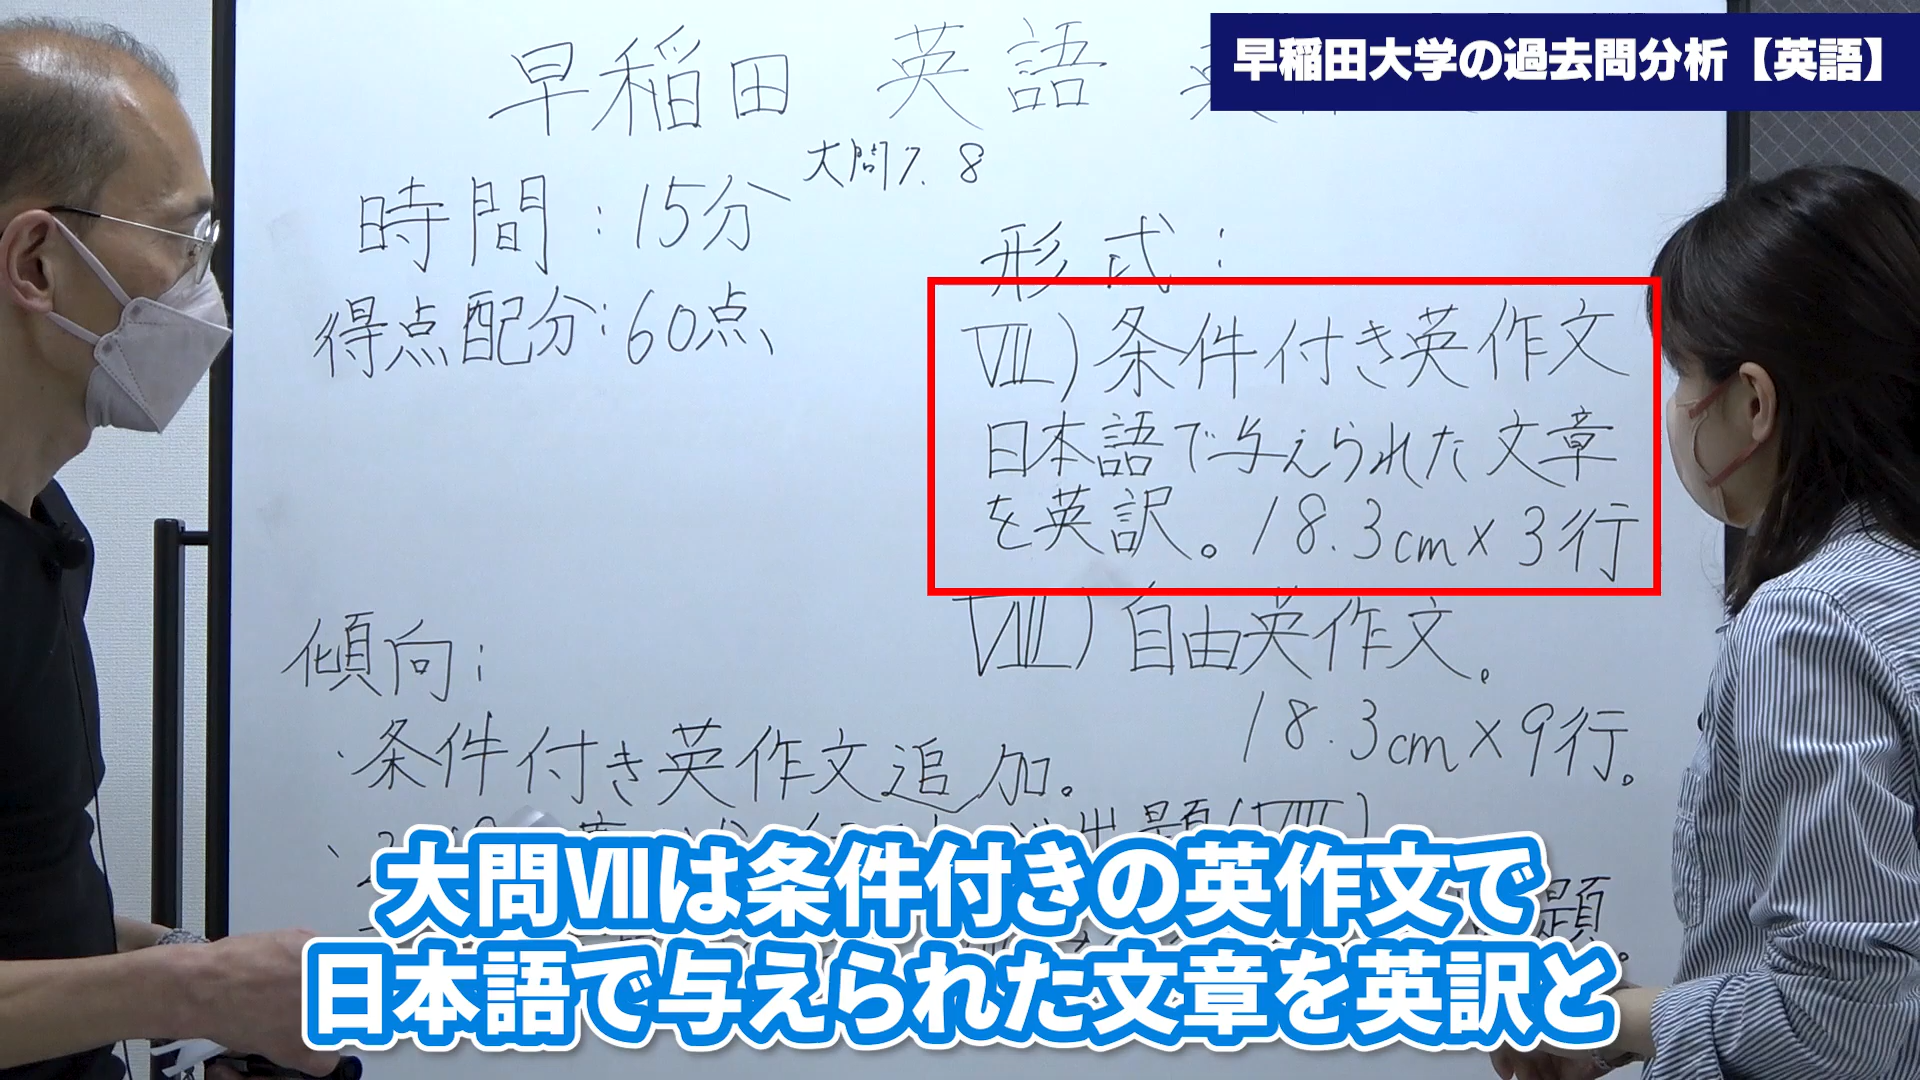 早稲田大学の過去問分析【英語】
早稲田 英語
大問7、8
時間：15分
得点配分：60点
形式：
Ⅶ）条件付き英作文
日本語で与えられた文章
を英訳。18.3cm×3行
Ⅷ）自由英作文。
18.3cm×9行。
傾向：
・条件付き英作文追加。
大問Ⅶは条件付きの英作文で
日本語で与えられた文章を英訳と